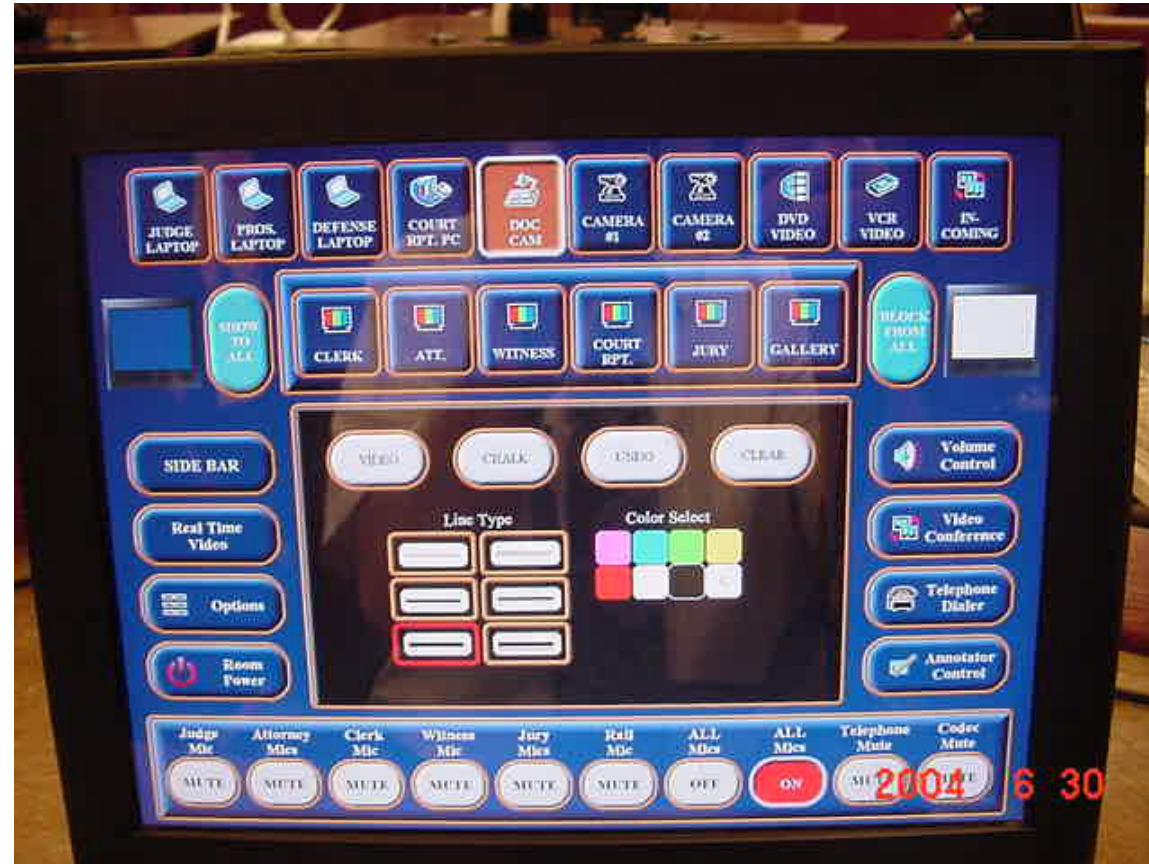 JUDGE
LAPTOP
PROS.
LAPTOP
DEFENSE
LAPTOP
COURT
RPT. PC
DOC
CAM
CAMERA
#1
CAMERA
#2
DVD
VIDEO
VCR
VIDEO
IN-
COMING
SHOW
TO
ALL
CLERK
ATT.
WITNESS
COURT
RPT.
JURY
GALLERY
BLOCK
FROM
ALL
SIDE BAR
Real Time
Video
Options
Room
Power
VIDEO
CHALK
UNDO
CLEAR
Line Type
Color Select
Volume
Control
Video
Conference
Telephone
Dialer
Annotator
Control
Judge
Mic
MUTE
Attorney
Mics
MUTE
Clerk
Mic
MUTE
Witness
Mic
MUTE
Jury
Mics
MUTE
Rail
Mic
MUTE
ALL
Mics
OFF
ALL
Mics
ON
Telephone
Mute
MUTE
Codec
Mute
MUTE
2004 6 30